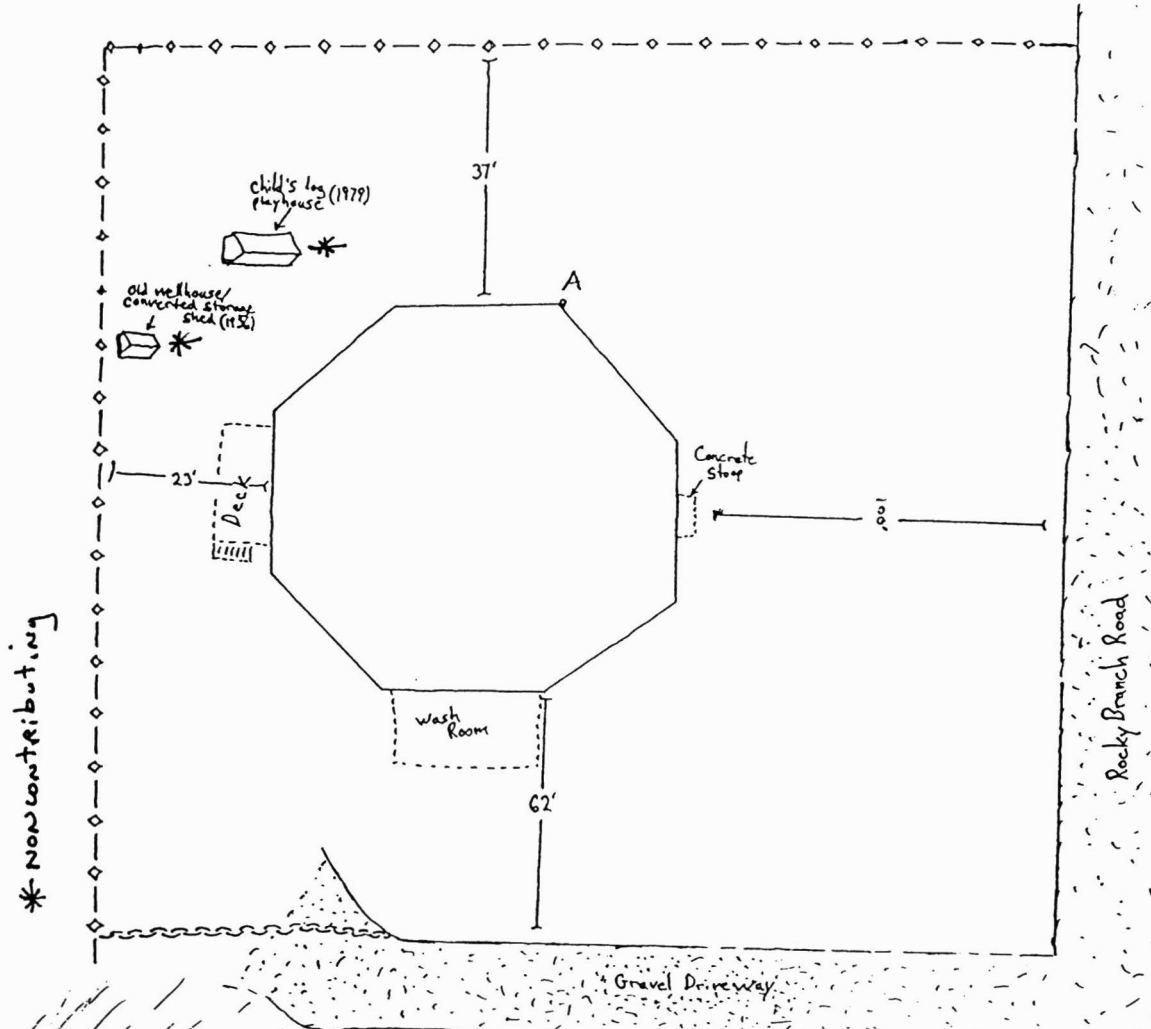 37'
child's log
playhouse (1979)
A
old wellhouse/
converted storage
shed (1956)
23'
Deck
Concrete
Stoop
Wash
Room
62'
Rocky Branch Road
* NONCONTRIBUTING
Gravel Driveway